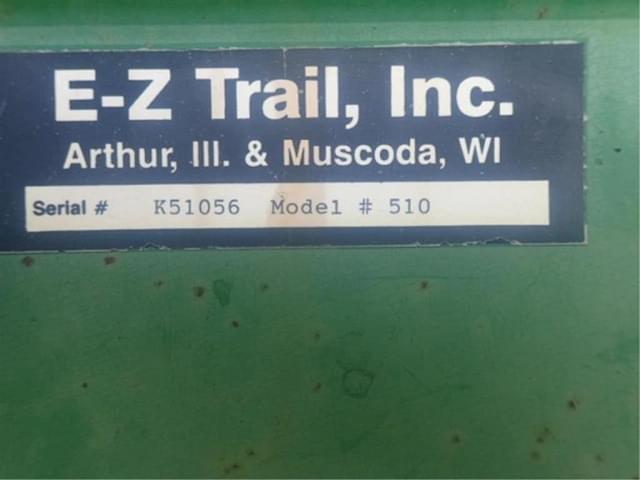 E-Z Trail, Inc.
Arthur, Ill. & Muscoda, WI
Serial # K51056 Model # 510